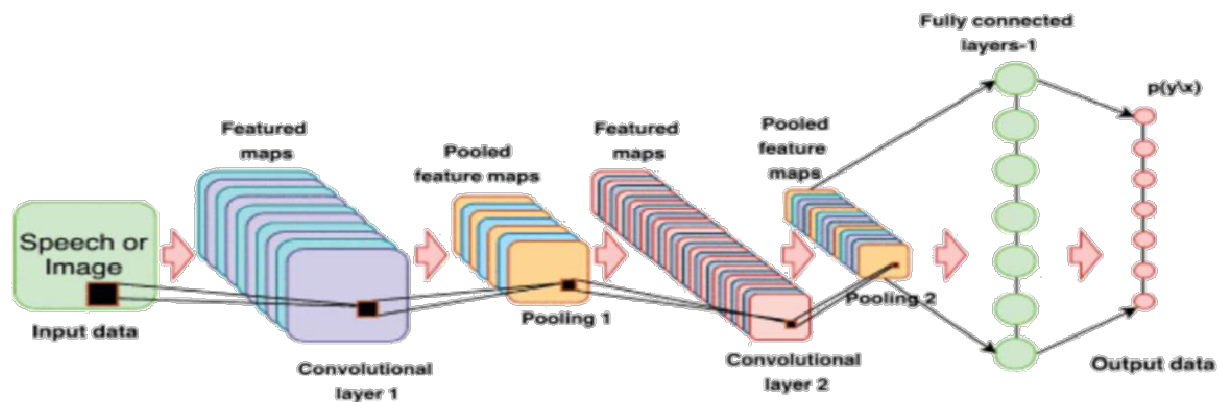 Speech or
Image
Input data
Featured
maps
Convolutional
layer 1
Pooled
feature maps
Pooling 1
Featured
maps
Convolutional
layer 2
Pooled
feature
maps
Pooling 2
Fully connected
layers-1
p(y\x)
Output data